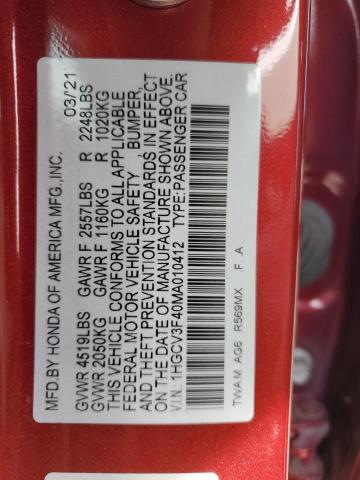 MFD.BY HONDA OF AMERICA MFG.,INC. 03/'21
GVWR 4519LBS GAWR F 2557LBS R 2248LBS
GVWR 2050KG GAWR F 1160KG R 1020KG
THIS VEHICLE CONFORMS TO ALL APPLICABLE
FEDERAL MOTOR VEHICLE SAFETY BUMPER,
AND THEFT PREVENTION STANDARDS IN EFFECT
ON THE DATE OF MANUFACTURE SHOWN ABOVE.
V.I.N: 1HGCV3F40MA010412 TYPE:PASSENGER CAR
TWAM AG6 R569MX .F .A